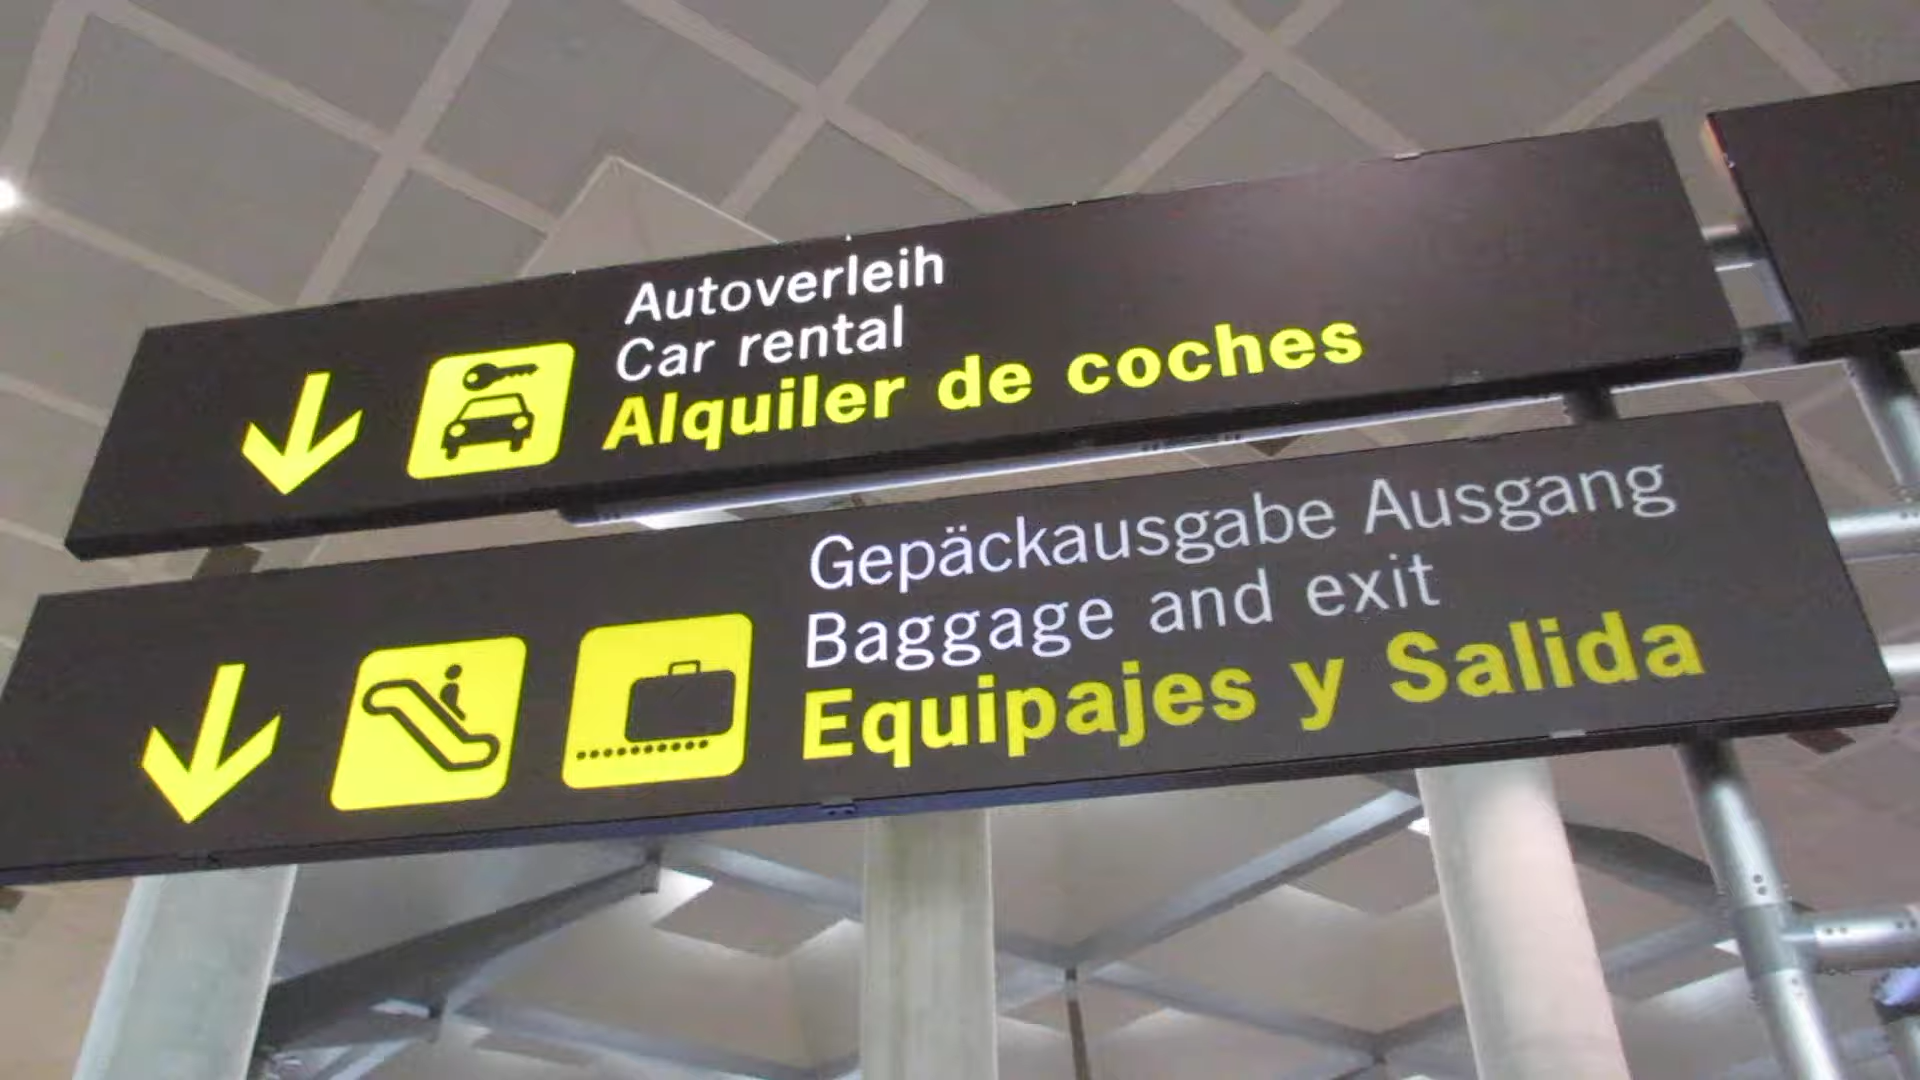 Autoverleih
Car rental
Alquiler de coches
Gepäckausgabe Ausgang
Baggage and exit
Equipajes y Salida